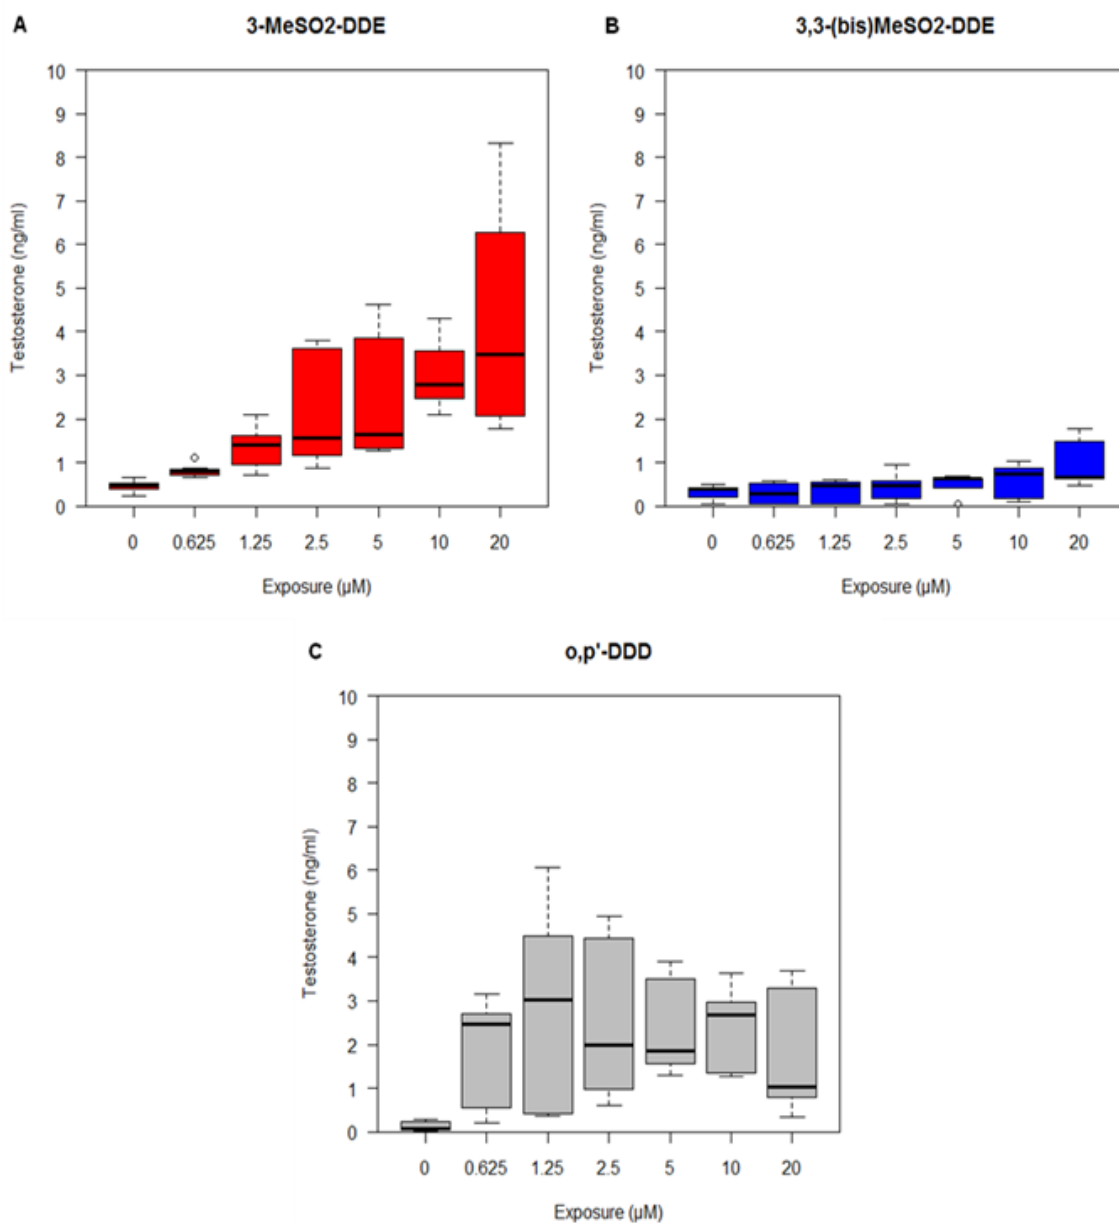 A
3-MeSO2-DDE
10
9
8
7
6
5
4
3
2
1
0
Testosterone (ng/ml)
0 0.625 1.25 2.5 5 10 20
Exposure (µM)
B
3,3-(bis)MeSO2-DDE
10
9
8
7
6
5
4
3
2
1
0
Testosterone (ng/ml)
0 0.625 1.25 2.5 5 10 20
Exposure (µM)
C
o,p'-DDD
10
9
8
7
6
5
4
3
2
1
0
Testosterone (ng/ml)
0 0.625 1.25 2.5 5 10 20
Exposure (µM)